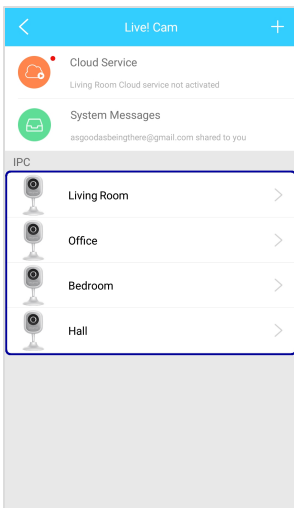 Live! Cam
Cloud Service
Living Room Cloud service not activated
System Messages
asgoodasbeingthere@gmail.com shared to you
IPC
Living Room
Office
Bedroom
Hall